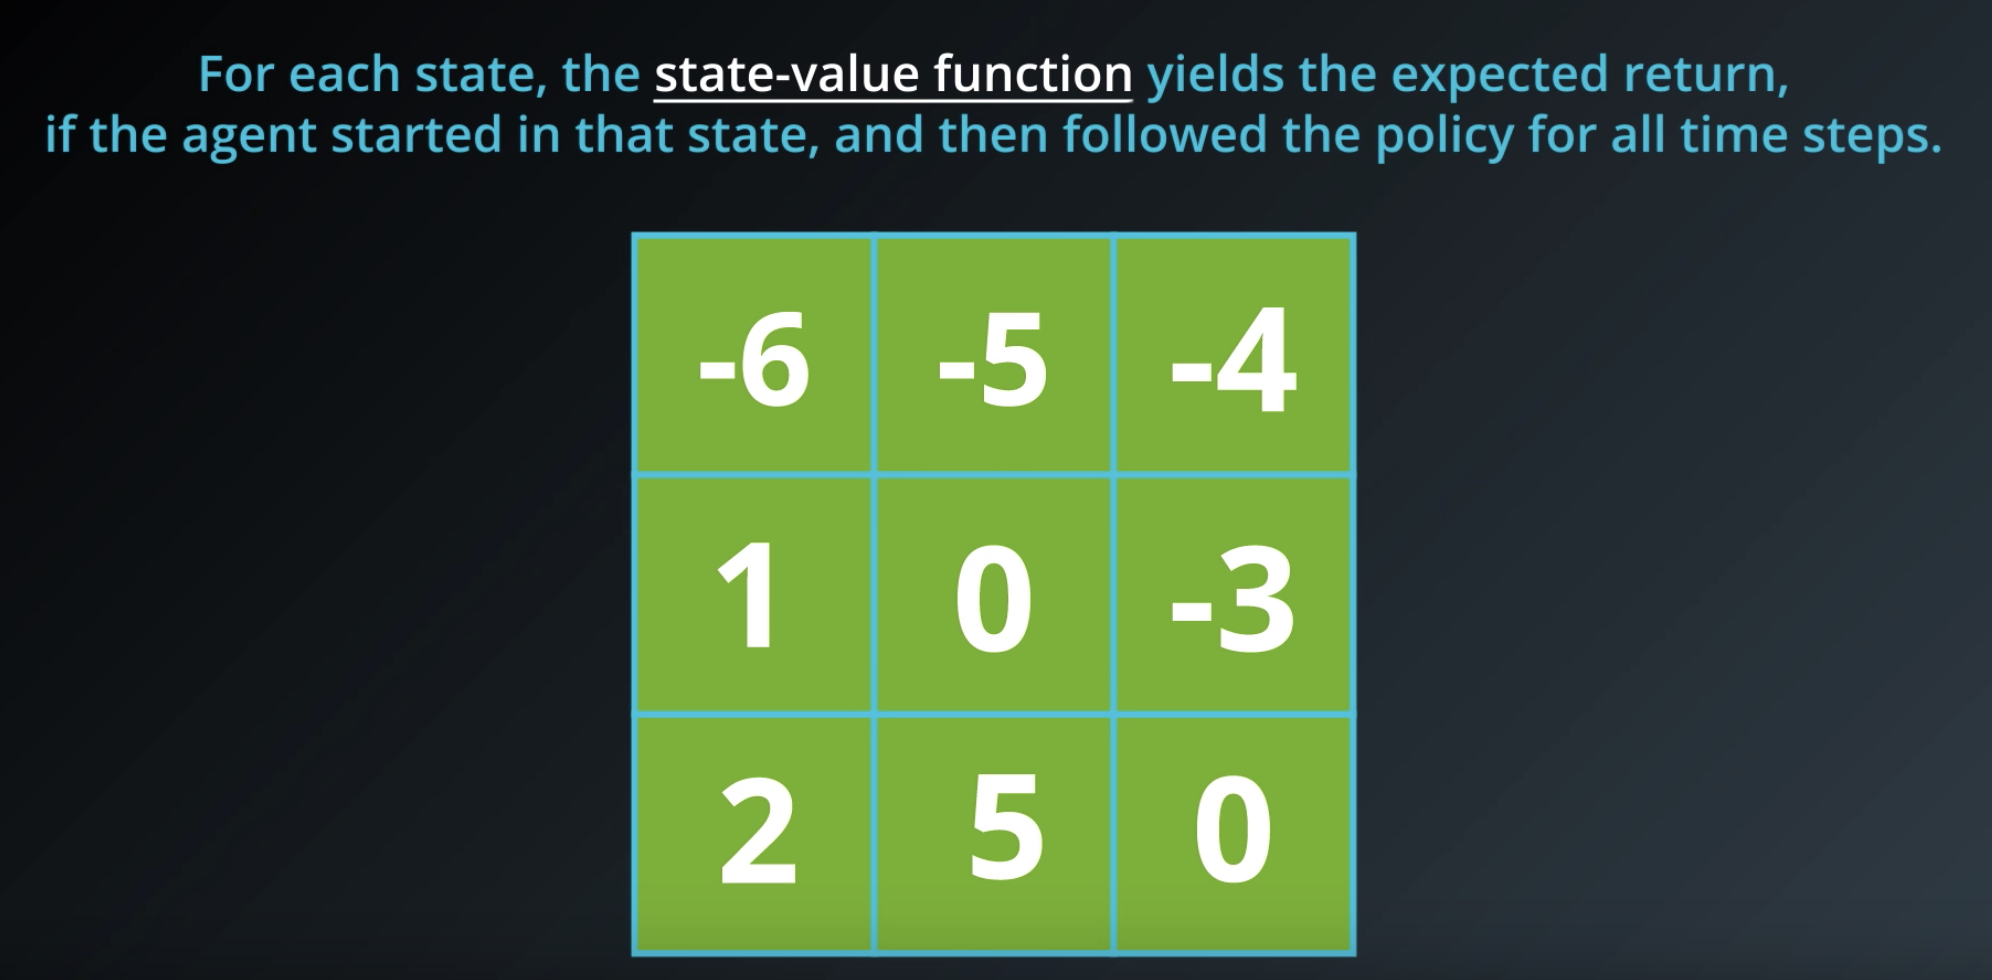 For each state, the state-value function yields the expected return,
if the agent started in that state, and then followed the policy for all time steps.
-6 -5 -4
1 0 -3
2 5 0